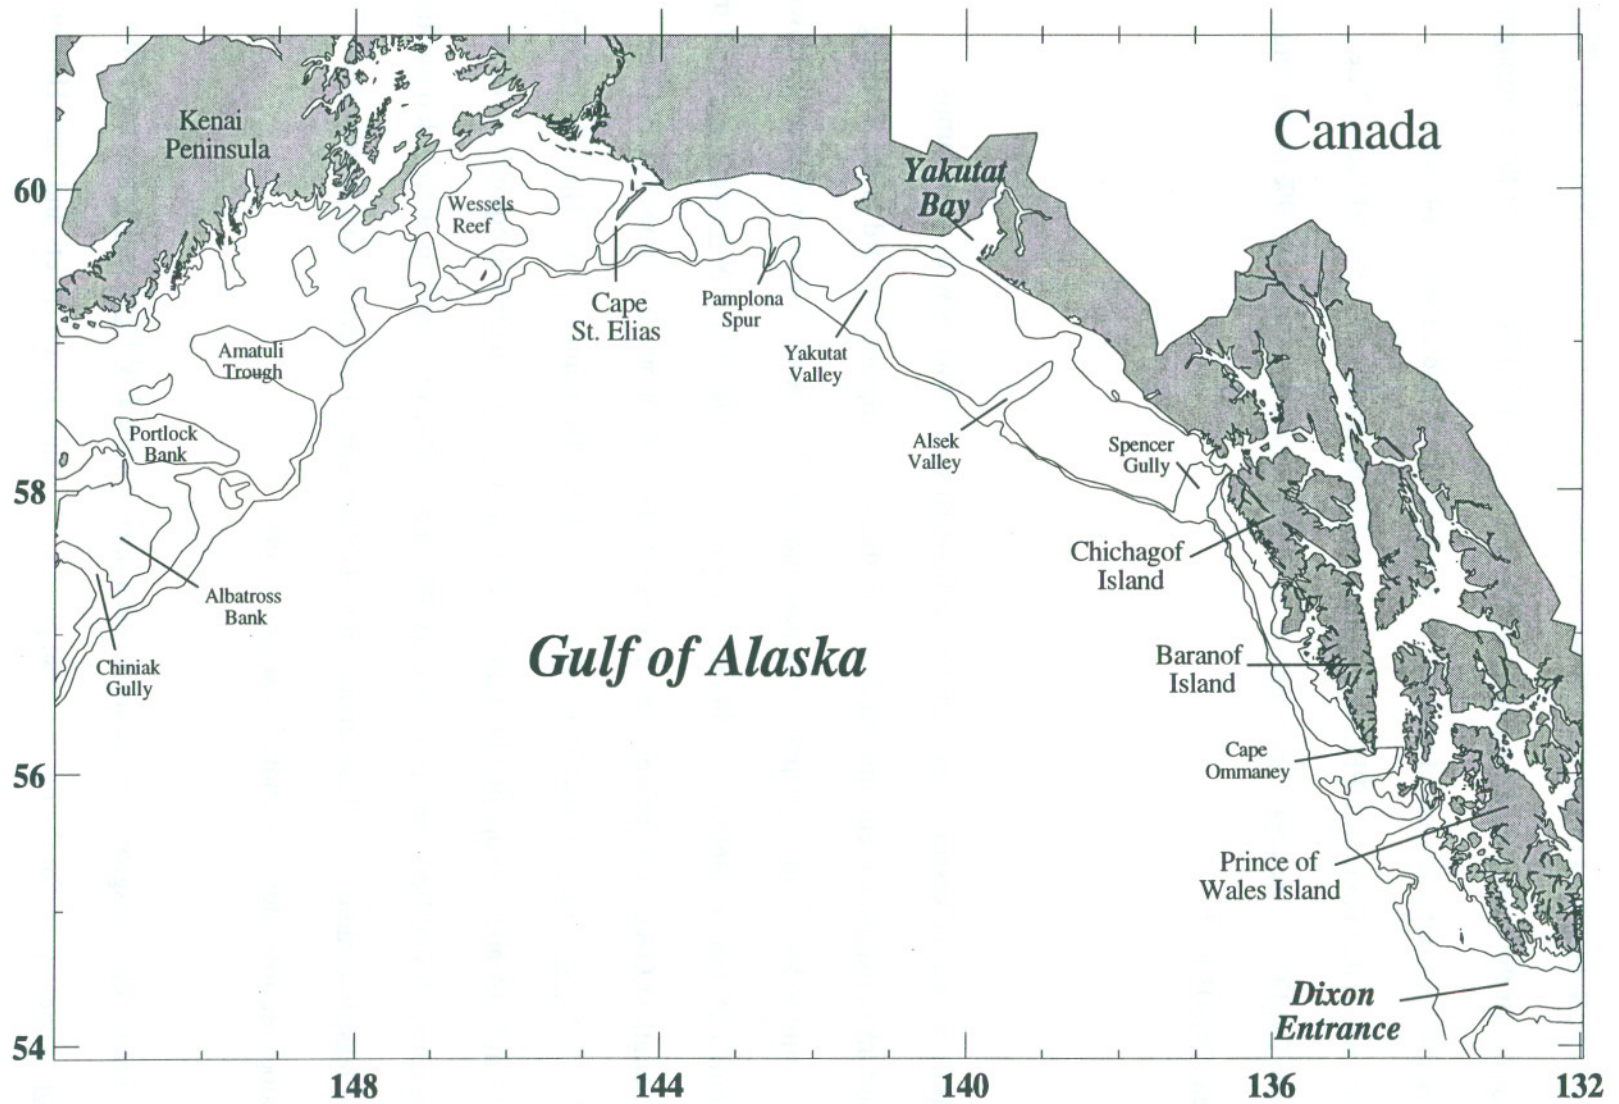 Kenai
Peninsula
Canada
Yakutat
Bay
60
Wessels
Reef
Cape
St. Elias
Pamplona
Spur
Yakutat
Valley
Amatuli
Trough
Portlock
Bank
Alsek
Valley
Spencer
Gully
58
Chichagof
Island
Albatross
Bank
Chiniak
Gully
Gulf of Alaska
Baranof
Island
Cape
Ommaney
56
Prince of
Wales Island
Dixon
Entrance
54
148
144
140
136
132